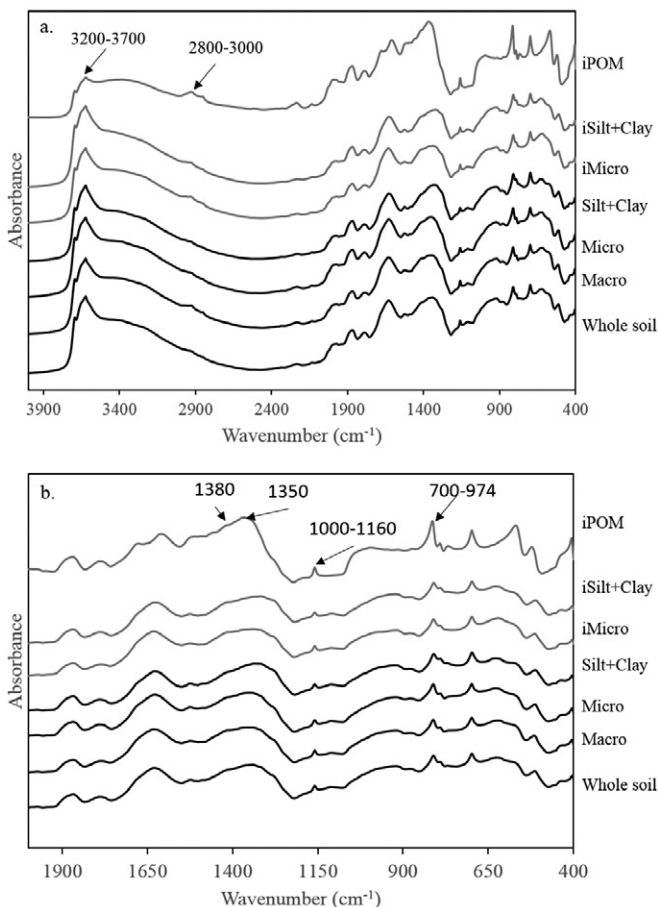 a.
3200-3700
2800-3000
iPOM
iSilt+Clay
iMicro
Silt+Clay
Micro
Macro
Whole soil
Absorbance
3900 3400 2900 2400 1900 1400 900 400
Wavenumber (cm⁻¹)
b.
1380 1350
1000-1160
700-974
iPOM
iSilt+Clay
iMicro
Silt+Clay
Micro
Macro
Whole soil
Absorbance
1900 1650 1400 1150 900 650 400
Wavenumber (cm⁻¹)